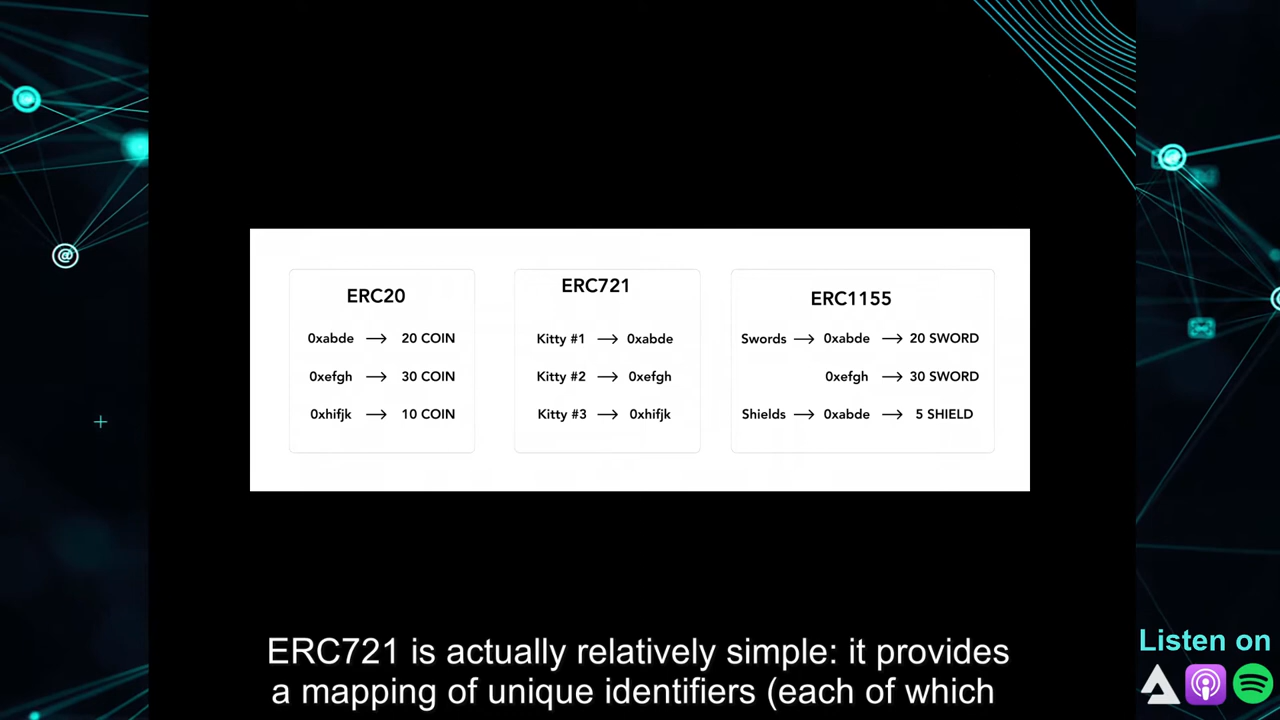 ERC20
0xabde → 20 COIN
0xefgh → 30 COIN
0xhifjk → 10 COIN
ERC721
Kitty #1 → 0xabde
Kitty #2 → 0xefgh
Kitty #3 → 0xhifjk
ERC1155
Swords → 0xabde → 20 SWORD
0xefgh → 30 SWORD
Shields → 0xabde → 5 SHIELD
ERC721 is actually relatively simple: it provides
a mapping of unique identifiers (each of which
Listen on